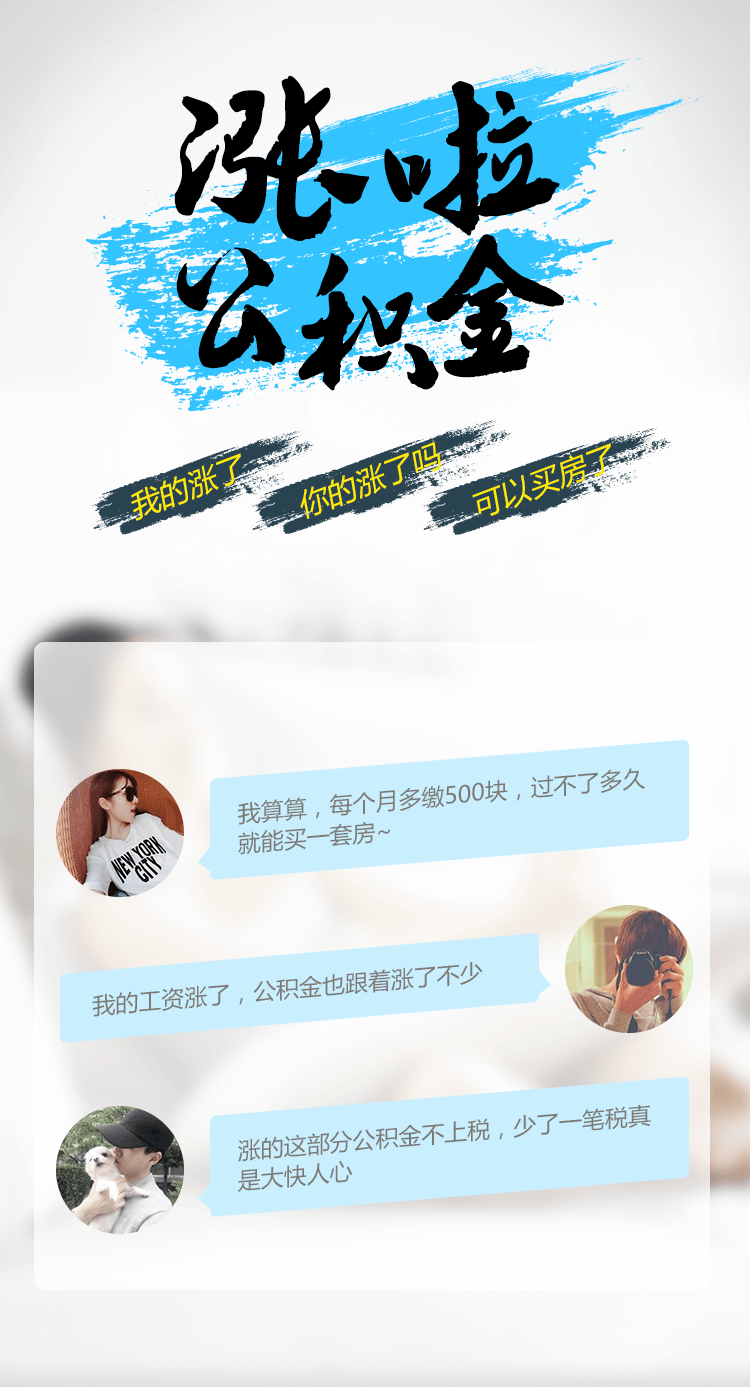 涨啦
公积金
我的涨了
你的涨了吗
可以买房了
我算算，每个月多缴500块，过不了多久
就能买一套房~
NEW YORK
CITY
我的工资涨了，公积金也跟着涨了不少
涨的这部分公积金不上税，少了一笔税真
是大快人心